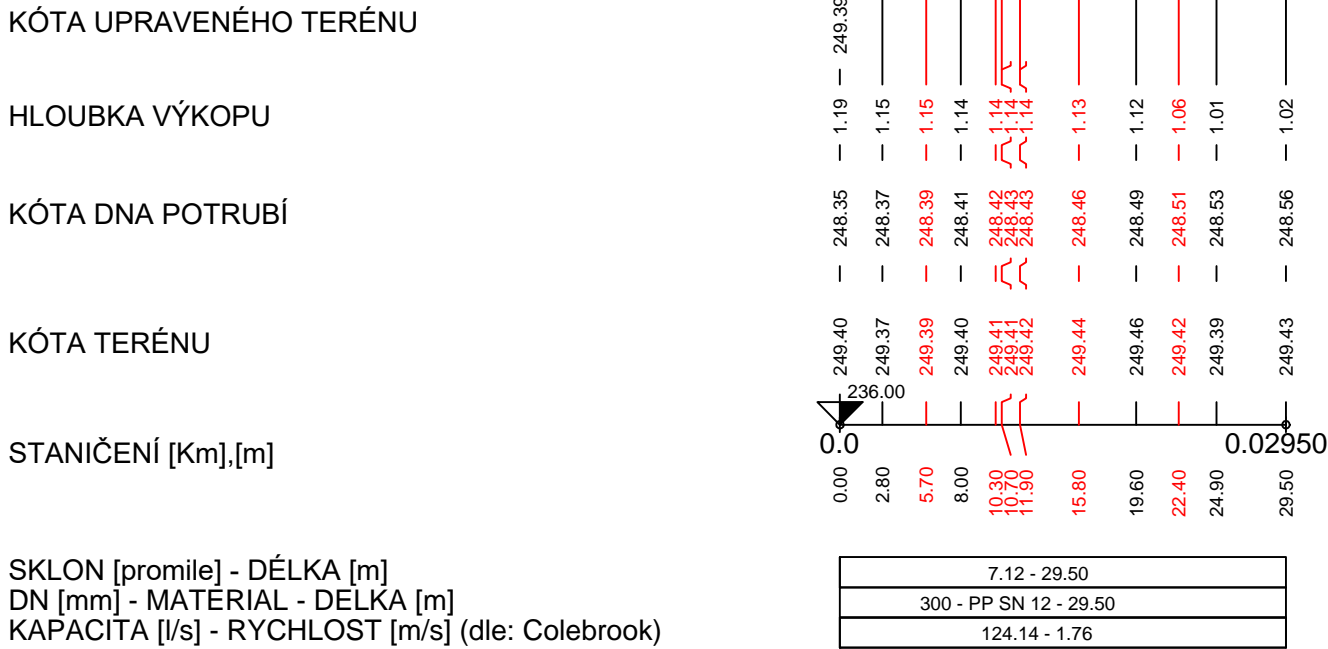 KÓTA UPRAVENÉHO TERÉNU 249.39
HLOUBKA VÝKOPU 1.19 1.15 1.15 1.14 1.14 1.14 1.14 1.13 1.12 1.06 1.01 1.02
KÓTA DNA POTRUBÍ 248.35 248.37 248.39 248.41 248.42 248.43 248.43 248.46 248.49 248.51 248.53 248.56
KÓTA TERÉNU 249.40 249.37 249.39 249.40 249.41 249.41 249.42 249.44 249.46 249.42 249.39 249.43
236.00
STANIČENÍ [Km],[m] 0.0 0.02950
0.00 2.80 5.70 8.00 10.30 10.70 11.90 15.80 19.60 22.40 24.90 29.50
SKLON [promile] - DÉLKA [m] 7.12 - 29.50
DN [mm] - MATERIAL - DELKA [m] 300 - PP SN 12 - 29.50
KAPACITA [l/s] - RYCHLOST [m/s] (dle: Colebrook) 124.14 - 1.76